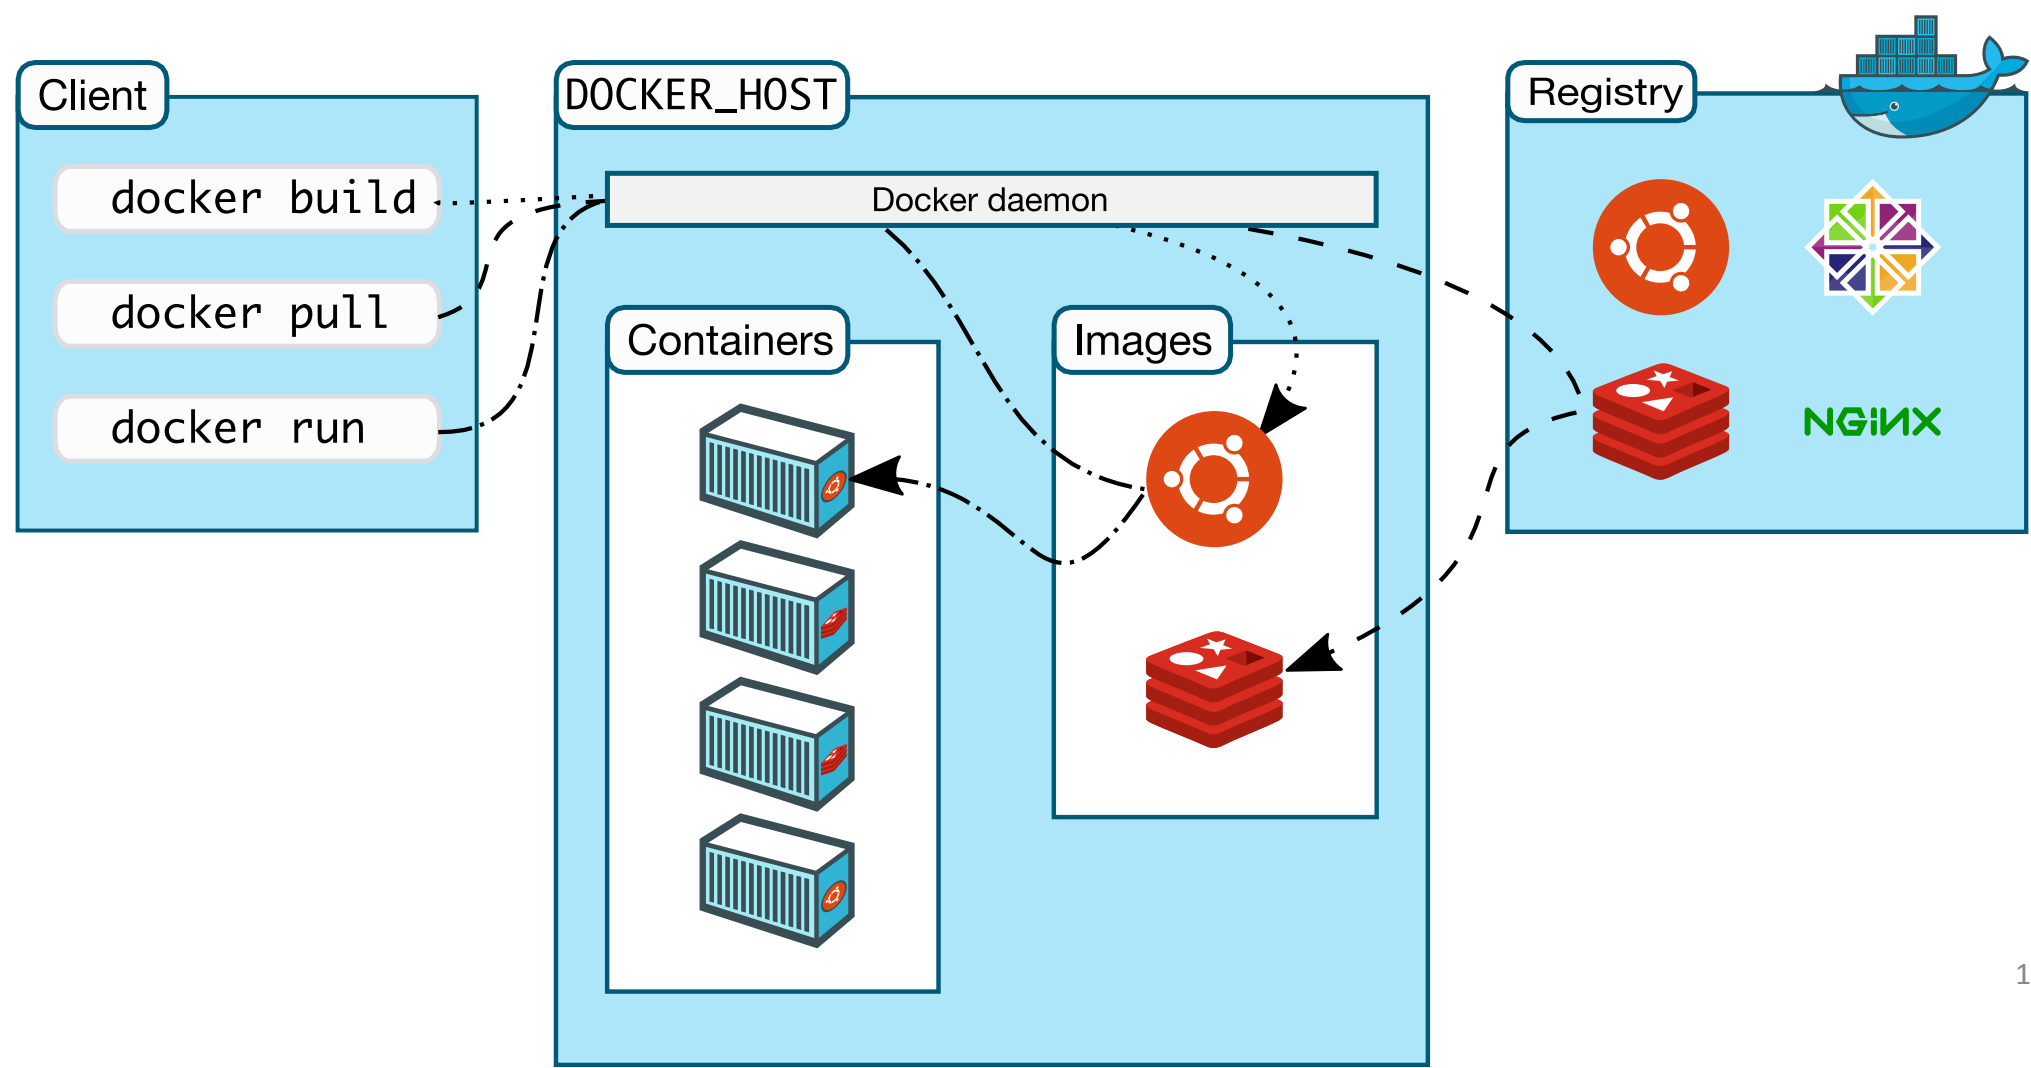 Client
docker build
docker pull
docker run
DOCKER_HOST
Docker daemon
Containers
Images
Registry
NGiNX
1